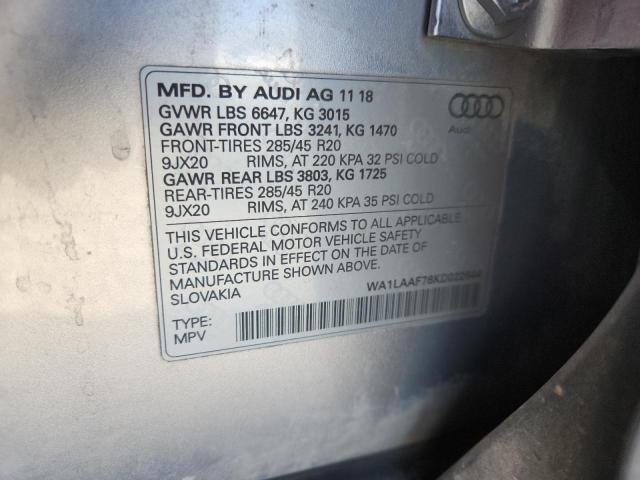 MFD. BY AUDI AG 11 18
GVWR LBS 6647, KG 3015
GAWR FRONT LBS 3241, KG 1470
FRONT-TIRES 285/45 R20
9JX20 RIMS, AT 220 KPA 32 PSI COLD
GAWR REAR LBS 3803, KG 1725
REAR-TIRES 285/45 R20
9JX20 RIMS, AT 240 KPA 35 PSI COLD
Audi
THIS VEHICLE CONFORMS TO ALL APPLICABLE
U.S. FEDERAL MOTOR VEHICLE SAFETY
STANDARDS IN EFFECT ON THE DATE OF
MANUFACTURE SHOWN ABOVE.
SLOVAKIA
TYPE:
MPV